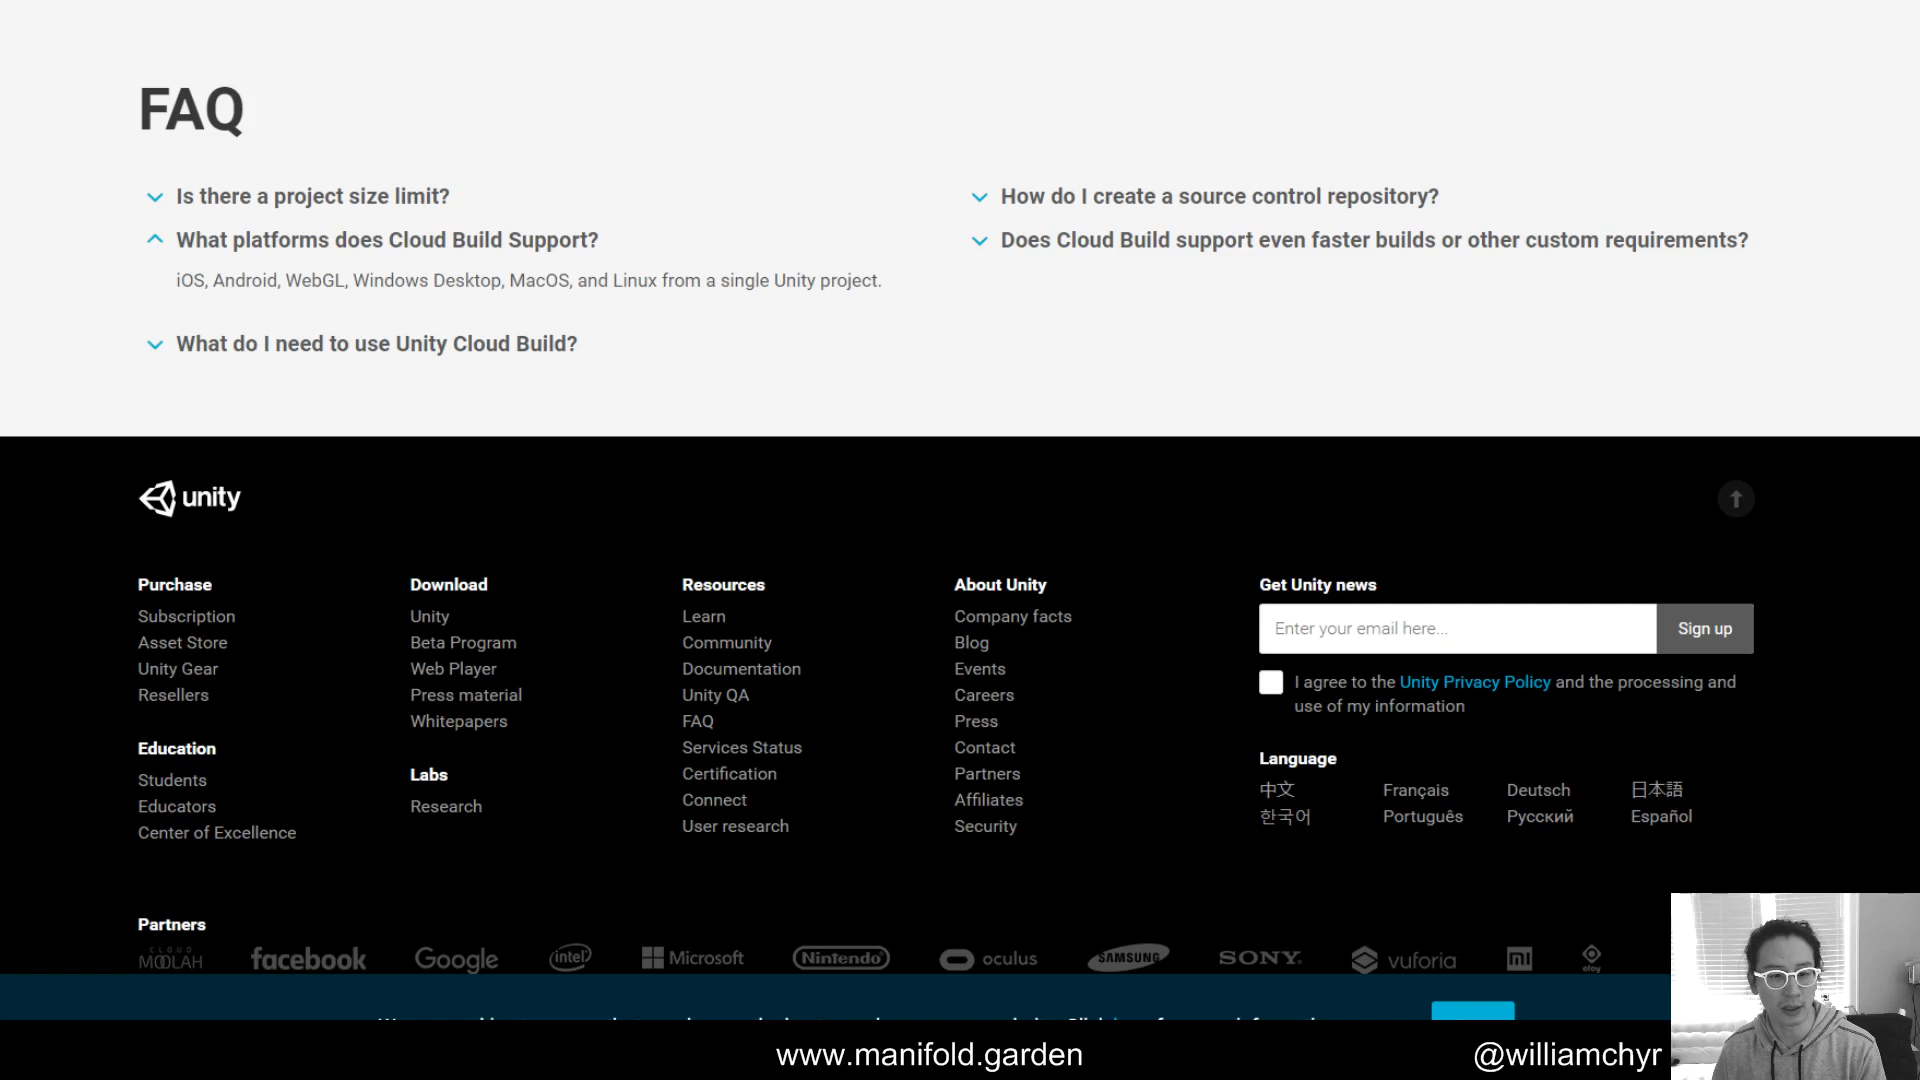 FAQ
Is there a project size limit?
What platforms does Cloud Build Support?
iOS, Android, WebGL, Windows Desktop, MacOS, and Linux from a single Unity project.
What do I need to use Unity Cloud Build?
How do I create a source control repository?
Does Cloud Build support even faster builds or other custom requirements?
unity
Purchase
Subscription
Asset Store
Unity Gear
Resellers
Education
Students
Educators
Center of Excellence
Download
Unity
Beta Program
Web Player
Press material
Whitepapers
Labs
Research
Resources
Learn
Community
Documentation
Unity QA
FAQ
Services Status
Certification
Connect
User research
About Unity
Company facts
Blog
Events
Careers
Press
Contact
Partners
Affiliates
Security
Get Unity news
Enter your email here...
Sign up
I agree to the Unity Privacy Policy and the processing and
use of my information
Language
中文 Français Deutsch 日本語
한국어 Português Русский Español
Partners
CLOUD
MOOLAH facebook Google intel Microsoft Nintendo oculus SAMSUNG SONY vuforia mi
www.manifold.garden
@williamchyr